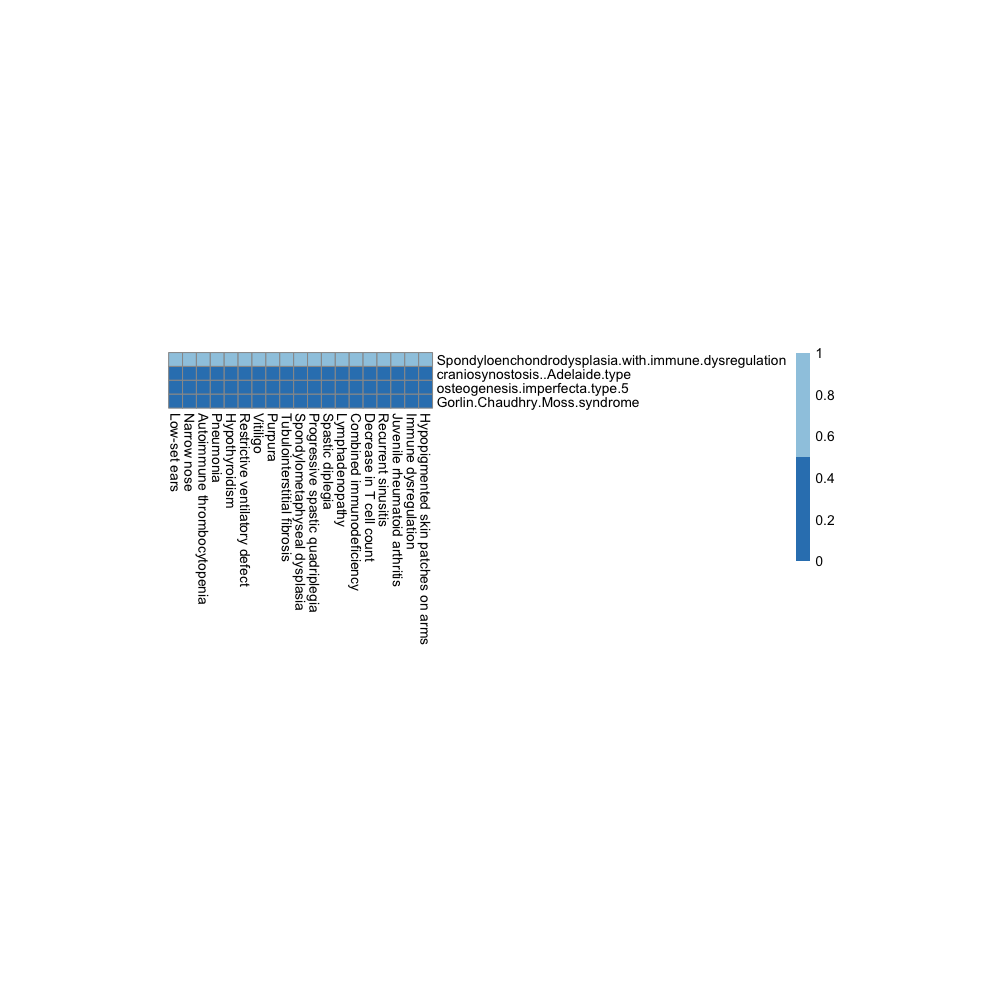 Spondyloenchondrodysplasia.with.immune.dysregulation
craniosynostosis..Adelaide.type
osteogenesis.imperfecta.type.5
Gorlin.Chaudhry.Moss.syndrome
1
0.8
0.6
0.4
0.2
0
Low-set ears
Narrow nose
Autoimmune thrombocytopenia
Pneumonia
Hypothyroidism
Restrictive ventilatory defect
Vitiligo
Purpura
Tubulointerstitial fibrosis
Spondylometaphyseal dysplasia
Progressive spastic quadriplegia
Spastic diplegia
Lymphadenopathy
Combined immunodeficiency
Decrease in T cell count
Recurrent sinusitis
Juvenile rheumatoid arthritis
Immune dysregulation
Hypopigmented skin patches on arms